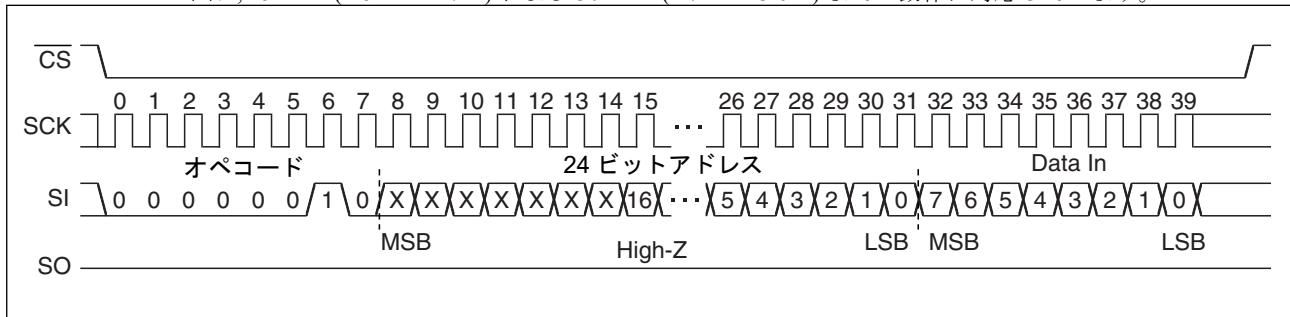 CS
0 1 2 3 4 5 6 7 8 9 10 11 12 13 14 15 26 27 28 29 30 31 32 33 34 35 36 37 38 39
SCK
オペコード 24 ビットアドレス Data In
SI 0 0 0 0 0 0 1 0 X X X X X X X 16 5 4 3 2 1 0 7 6 5 4 3 2 1 0
MSB High-Z LSB MSB LSB
SO